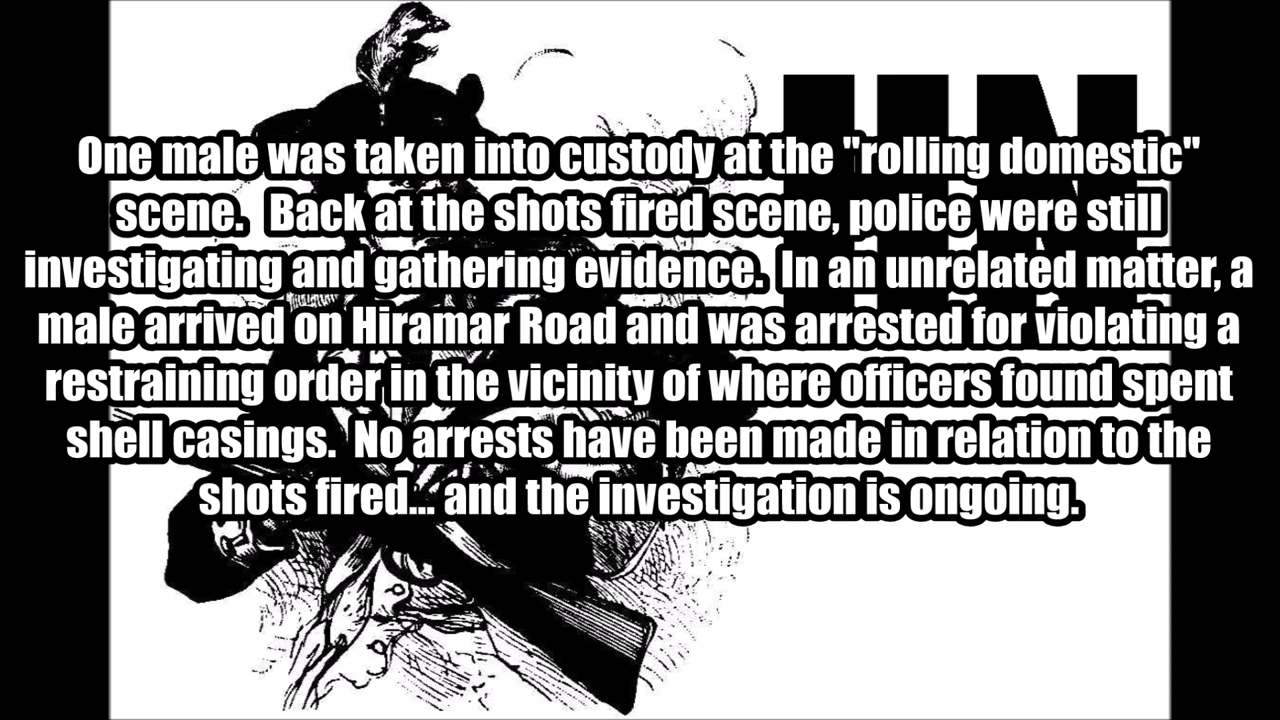 One male was taken into custody at the "rolling domestic"
scene.   Back at the shots fired scene, police were still
investigating and gathering evidence.  In an unrelated matter, a
male arrived on Hiramar Road and was arrested for violating a
restraining order in the vicinity of where officers found spent
shell casings.  No arrests have been made in relation to the
shots fired... and the investigation is ongoing.